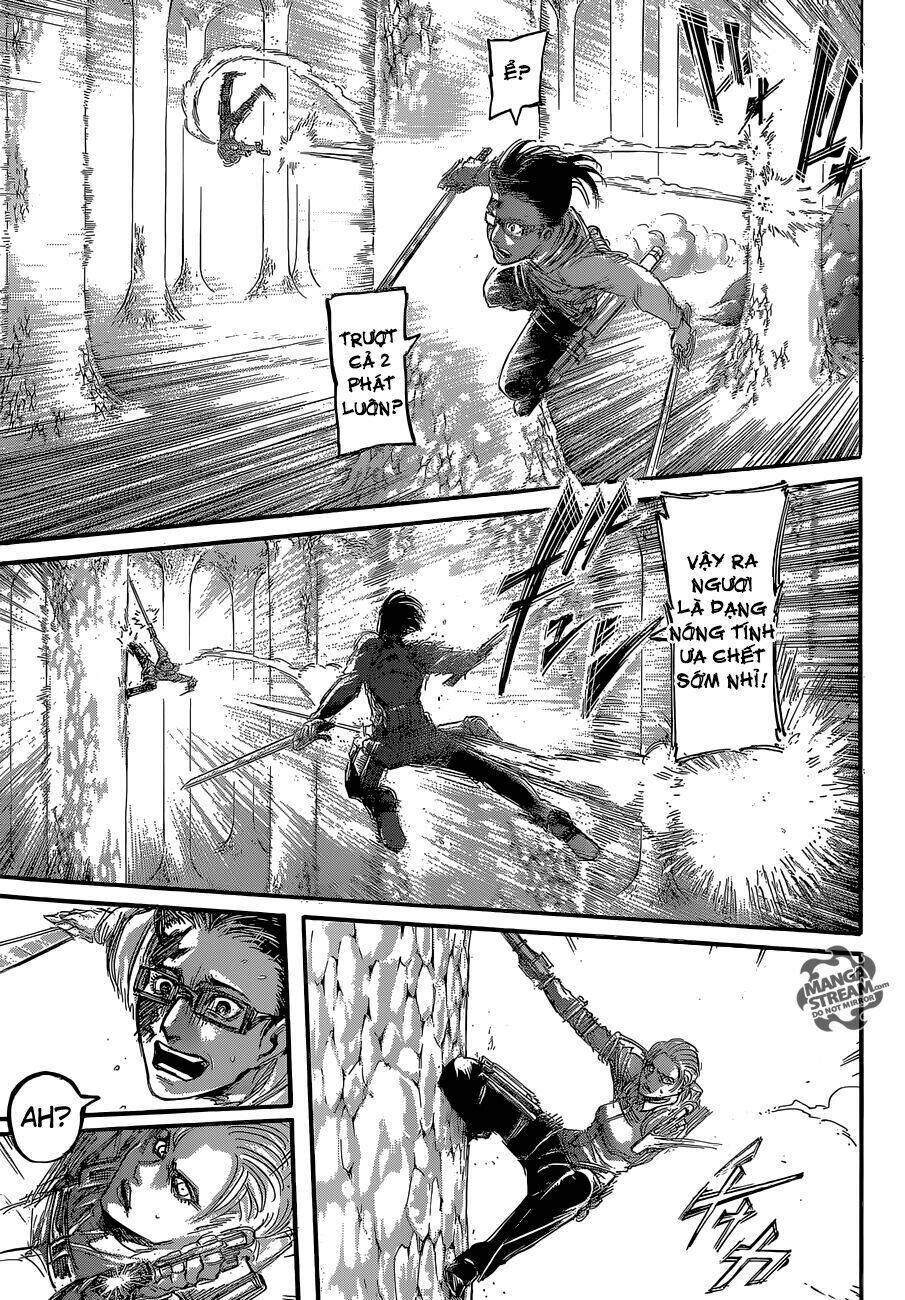 Ể?
TRƯỢT
CẢ 2
PHÁT
LUÔN?
VẬY RA
NGƯƠI
LÀ DẠNG
NÓNG TÍNH
ƯA CHẾT
SỚM NHỈ!
MANGA
STREAM.com
DO NOT MIRROR
AH?